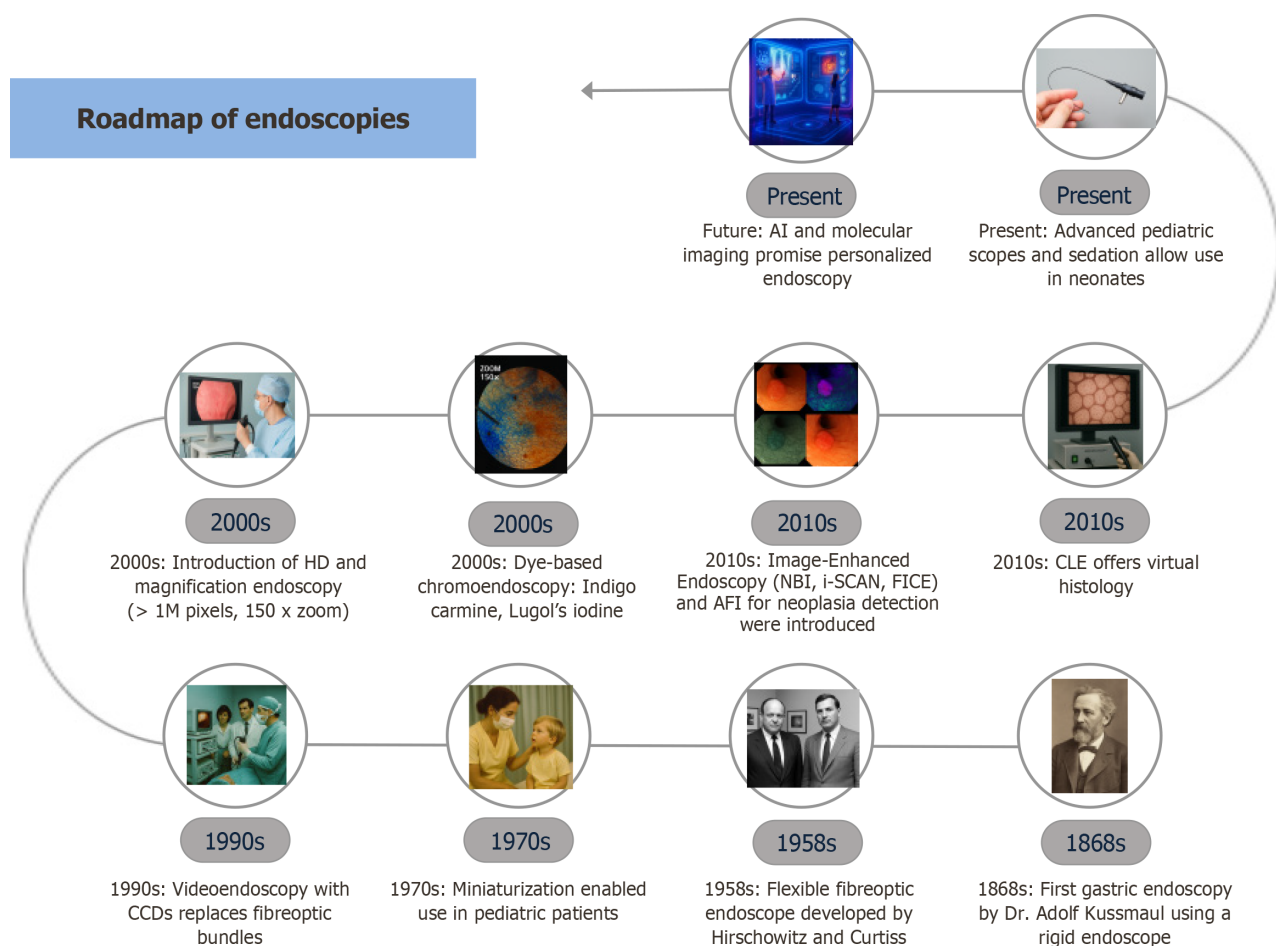 Roadmap of endoscopies
Present
Future: AI and molecular
imaging promise personalized
endoscopy
Present
Present: Advanced pediatric
scopes and sedation allow use
in neonates
2000s
2000s: Introduction of HD and
magnification endoscopy
(> 1M pixels, 150 x zoom)
ZOOM
150x
2000s
2000s: Dye-based
chromoendoscopy: Indigo
carmine, Lugol’s iodine
2010s
2010s: Image-Enhanced
Endoscopy (NBI, i-SCAN, FICE)
and AFI for neoplasia detection
were introduced
2010s
2010s: CLE offers virtual
histology
1990s
1990s: Videoendoscopy with
CCDs replaces fibreoptic
bundles
1970s
1970s: Miniaturization enabled
use in pediatric patients
1958s
1958s: Flexible fibreoptic
endoscope developed by
Hirschowitz and Curtiss
1868s
1868s: First gastric endoscopy
by Dr. Adolf Kussmaul using a
rigid endoscope